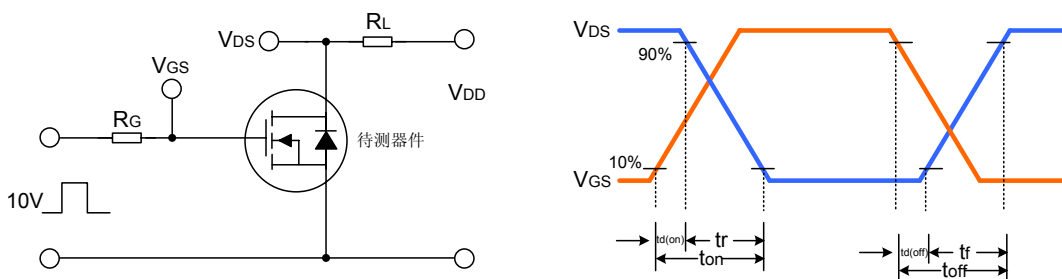 VDS
RL
VGS
VDD
RG
待测器件
10V
VDS
90%
10%
VGS
td(on)
tr
ton
td(off)
tf
toff